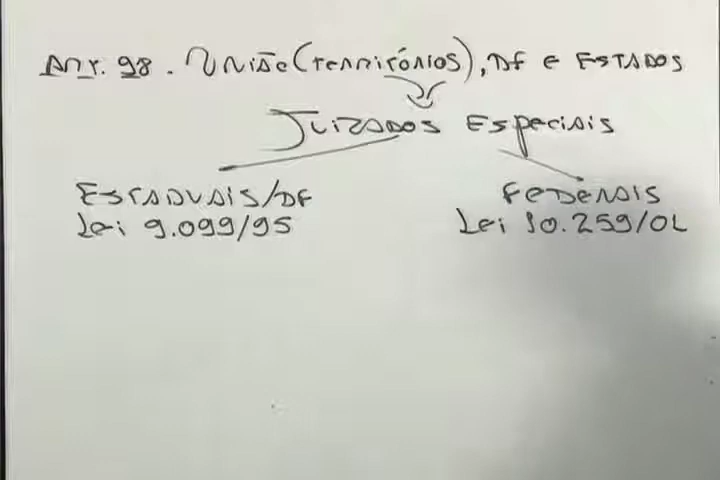 Art. 98. União (territórios), DF e ESTADOS
Juizados Especiais
ESTADUAIS/DF
Federais
Lei 9.099/95
Lei 10.259/01